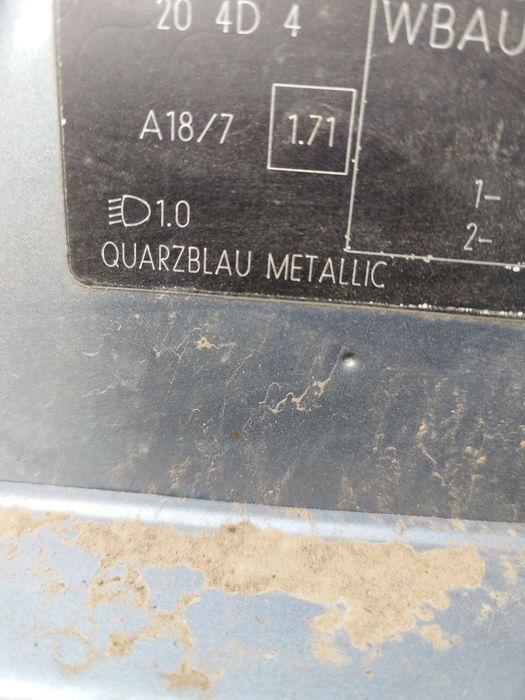 20 4D 4
WBAU
A18/7
1.71
1-
1.0
2-
QUARZBLAU METALLIC